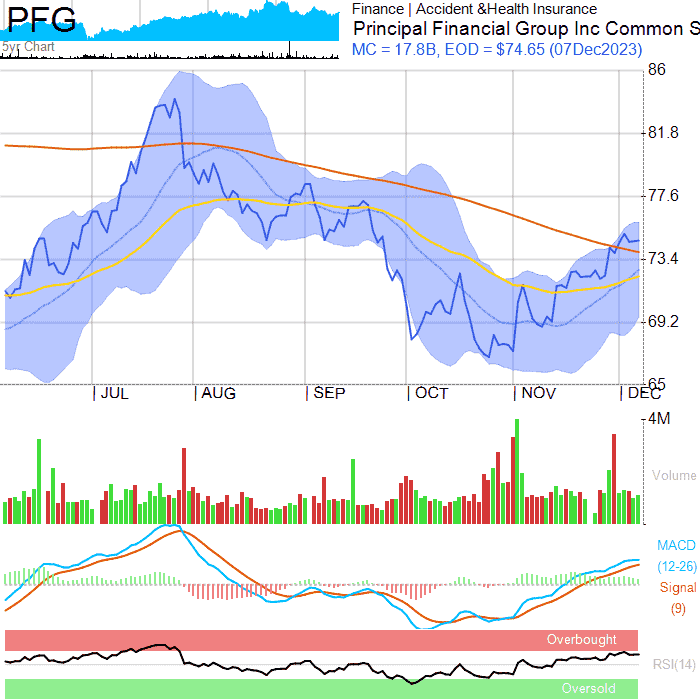 PFG
5yr Chart
Finance | Accident &Health Insurance
Principal Financial Group Inc Common S
MC = 17.8B, EOD = $74.65 (07Dec2023)
86
81.8
77.6
73.4
69.2
65
JUL AUG SEP OCT NOV DEC
4M
Volume
MACD
(12-26)
Signal
(9)
Overbought
RSI(14)
Oversold